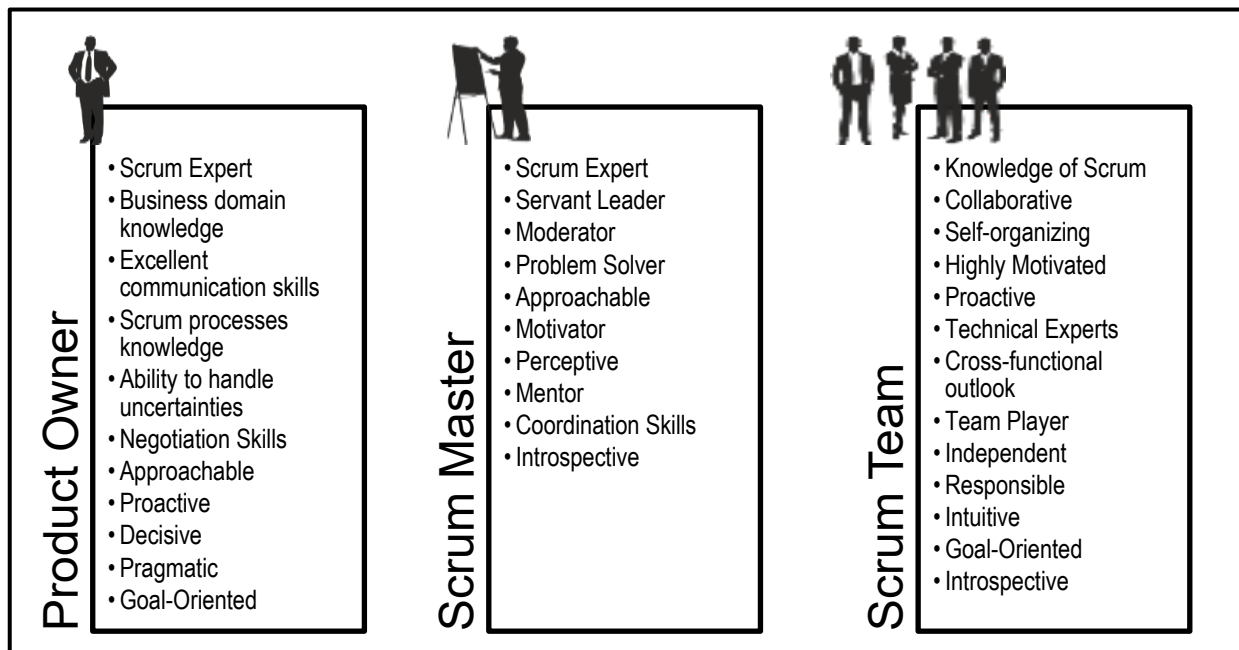 Product Owner
• Scrum Expert
• Business domain
knowledge
• Excellent
communication skills
• Scrum processes
knowledge
• Ability to handle
uncertainties
• Negotiation Skills
• Approachable
• Proactive
• Decisive
• Pragmatic
• Goal-Oriented
Scrum Master
• Scrum Expert
• Servant Leader
• Moderator
• Problem Solver
• Approachable
• Motivator
• Perceptive
• Mentor
• Coordination Skills
• Introspective
Scrum Team
• Knowledge of Scrum
• Collaborative
• Self-organizing
• Highly Motivated
• Proactive
• Technical Experts
• Cross-functional
outlook
• Team Player
• Independent
• Responsible
• Intuitive
• Goal-Oriented
• Introspective